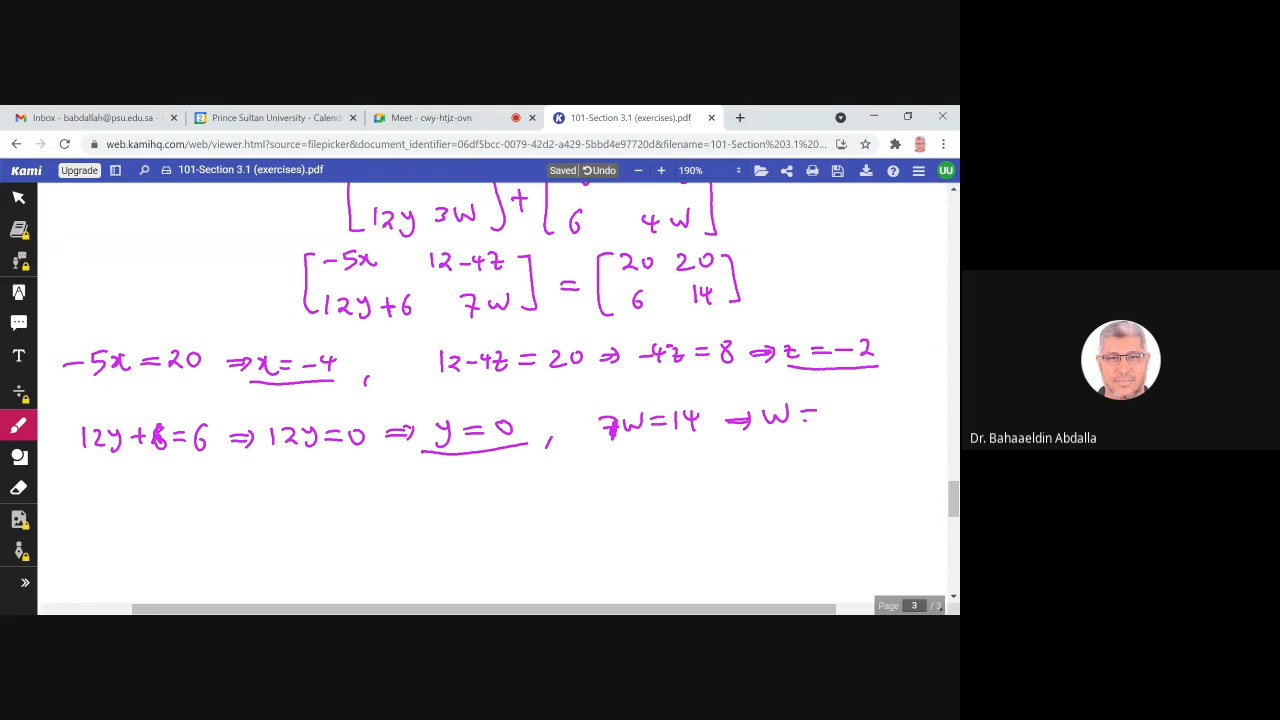 Inbox - babdallah@psu.edu.sa -
Prince Sultan University - Calend
Meet - cwy-htjz-ovn
101-Section 3.1 (exercises).pdf
web.kamihq.com/web/viewer.html?source=filepicker&document_identifier=06df5bcc-0079-42d2-a429-5bbd4e97720d&filename=101-Section%203.1%20...
Kami Upgrade 101-Section 3.1 (exercises).pdf Saved Undo 190% UU
12y 3w + 6 4w
[-5x 12-4z
12y+6 7w] = [20 20
6 14]
-5x = 20 ⇒ x = -4 , 12-4z = 20 ⇒ -4z = 8 ⇒ z = -2
12y + 6 = 6 ⇒ 12y = 0 ⇒ y = 0 , 7w = 14 ⇒ w =
Page 3 / 3
Dr. Bahaaeldin Abdalla